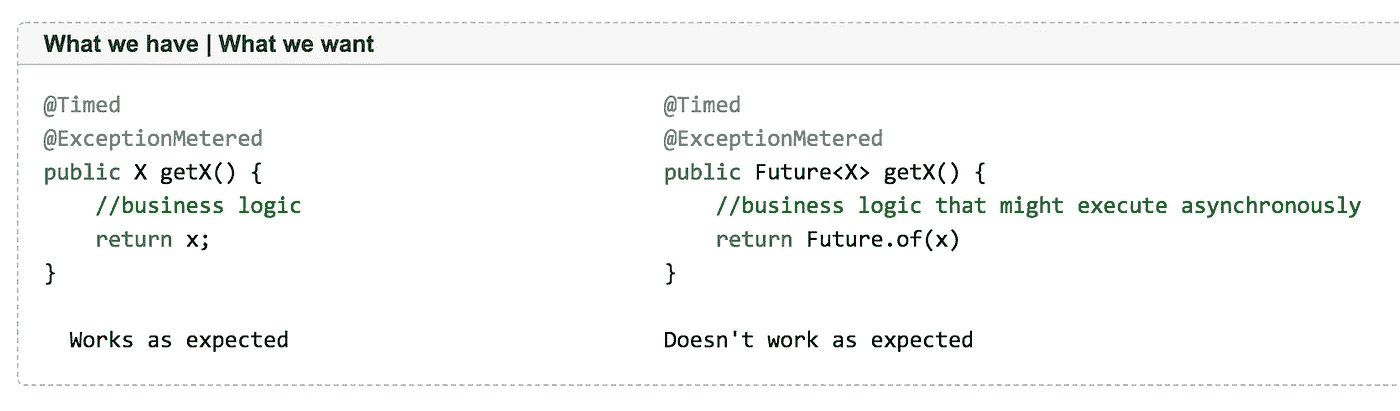 What we have | What we want
@Timed
@ExceptionMetered
public X getX() {
    //business logic
    return x;
}
Works as expected
@Timed
@ExceptionMetered
public Future<X> getX() {
    //business logic that might execute asynchronously
    return Future.of(x)
}
Doesn't work as expected